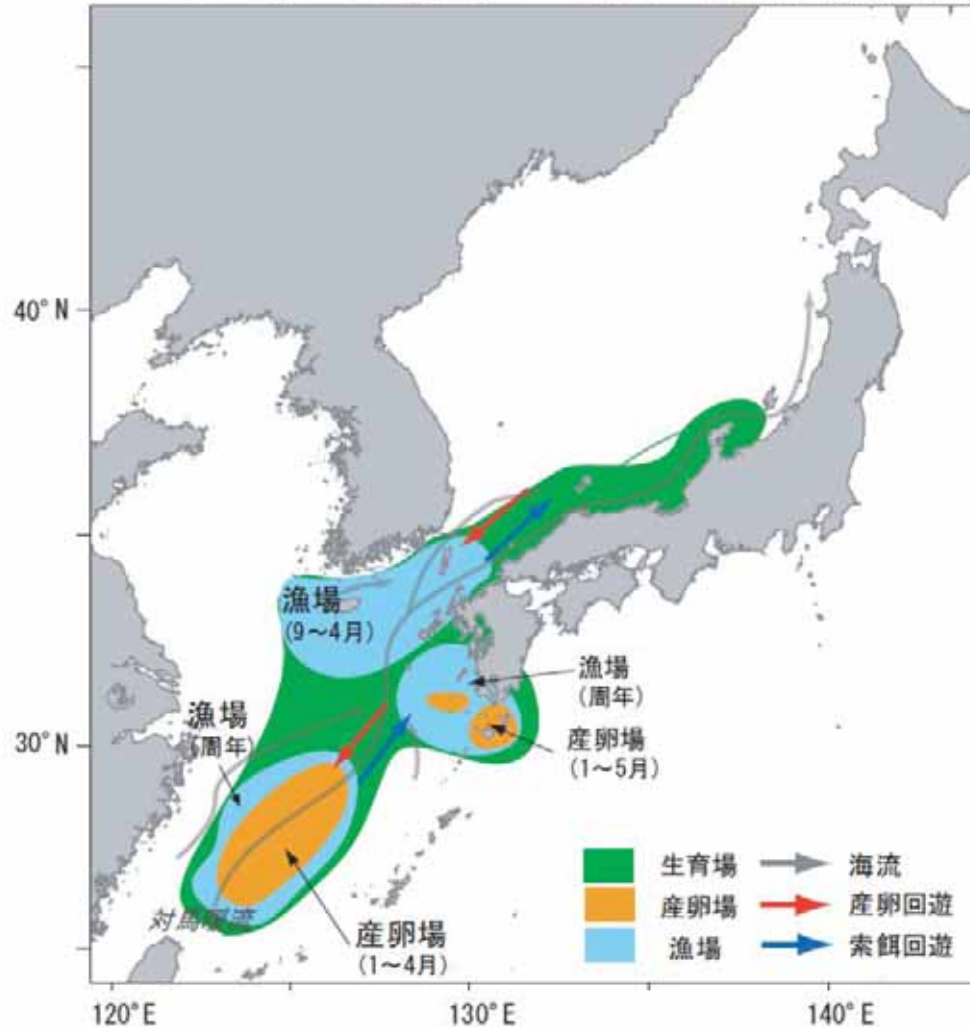 40°N
漁場
(9～4月)
漁場
(周年)
漁場
(周年)
30°N
産卵場
(1～5月)
対馬暖流
産卵場
(1～4月)
生育場
海流
産卵場
産卵回遊
漁場
索餌回遊
120°E
130°E
140°E